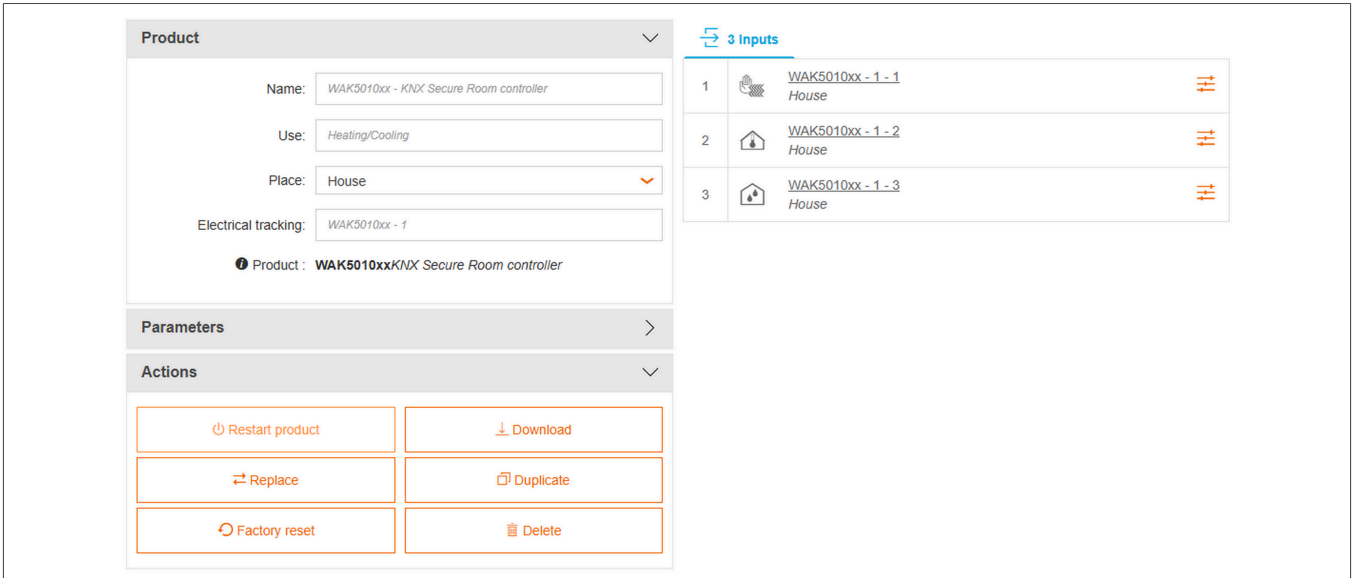 Product
Name: WAK5010xx - KNX Secure Room controller
Use: Heating/Cooling
Place: House
Electrical tracking: WAK5010xx - 1
Product : WAK5010xxKNX Secure Room controller
Parameters
Actions
Restart product
Download
Replace
Duplicate
Factory reset
Delete
3 Inputs
1 WAK5010xx - 1 - 1
House
2 WAK5010xx - 1 - 2
House
3 WAK5010xx - 1 - 3
House